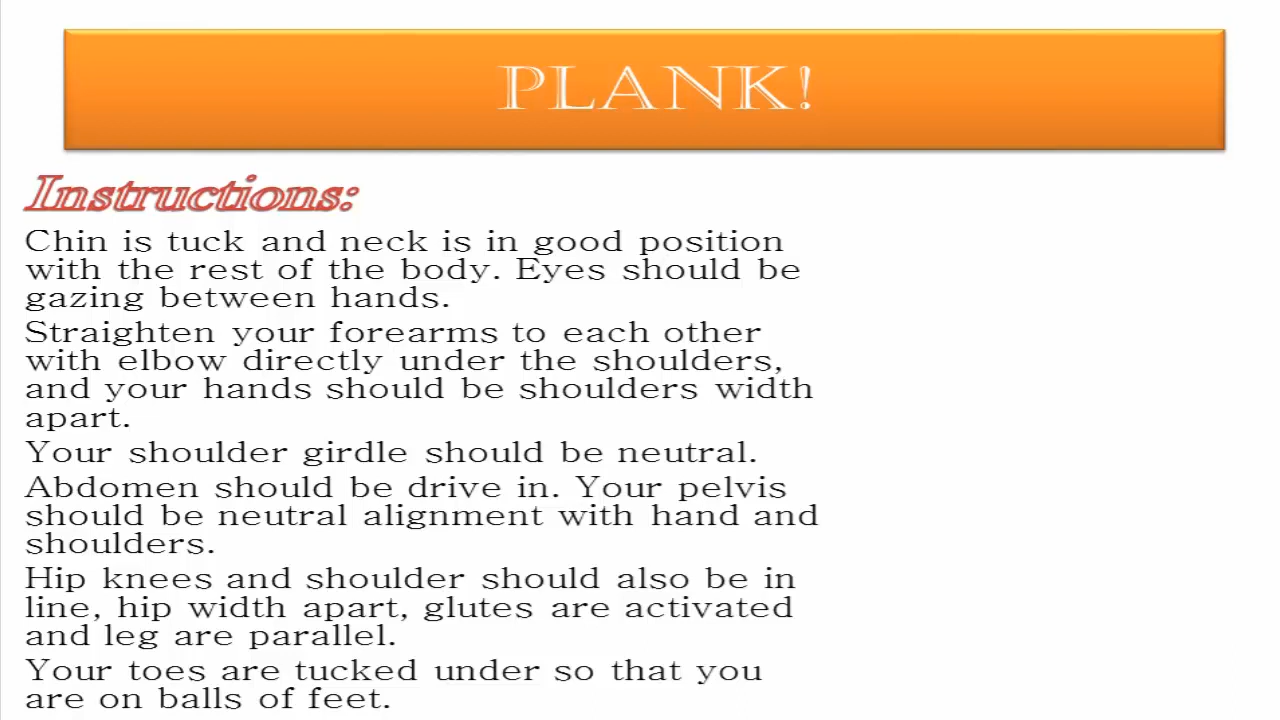 PLANK!
Instructions:
Chin is tuck and neck is in good position
with the rest of the body. Eyes should be
gazing between hands.
Straighten your forearms to each other
with elbow directly under the shoulders,
and your hands should be shoulders width
apart.
Your shoulder girdle should be neutral.
Abdomen should be drive in. Your pelvis
should be neutral alignment with hand and
shoulders.
Hip knees and shoulder should also be in
line, hip width apart, glutes are activated
and leg are parallel.
Your toes are tucked under so that you
are on balls of feet.